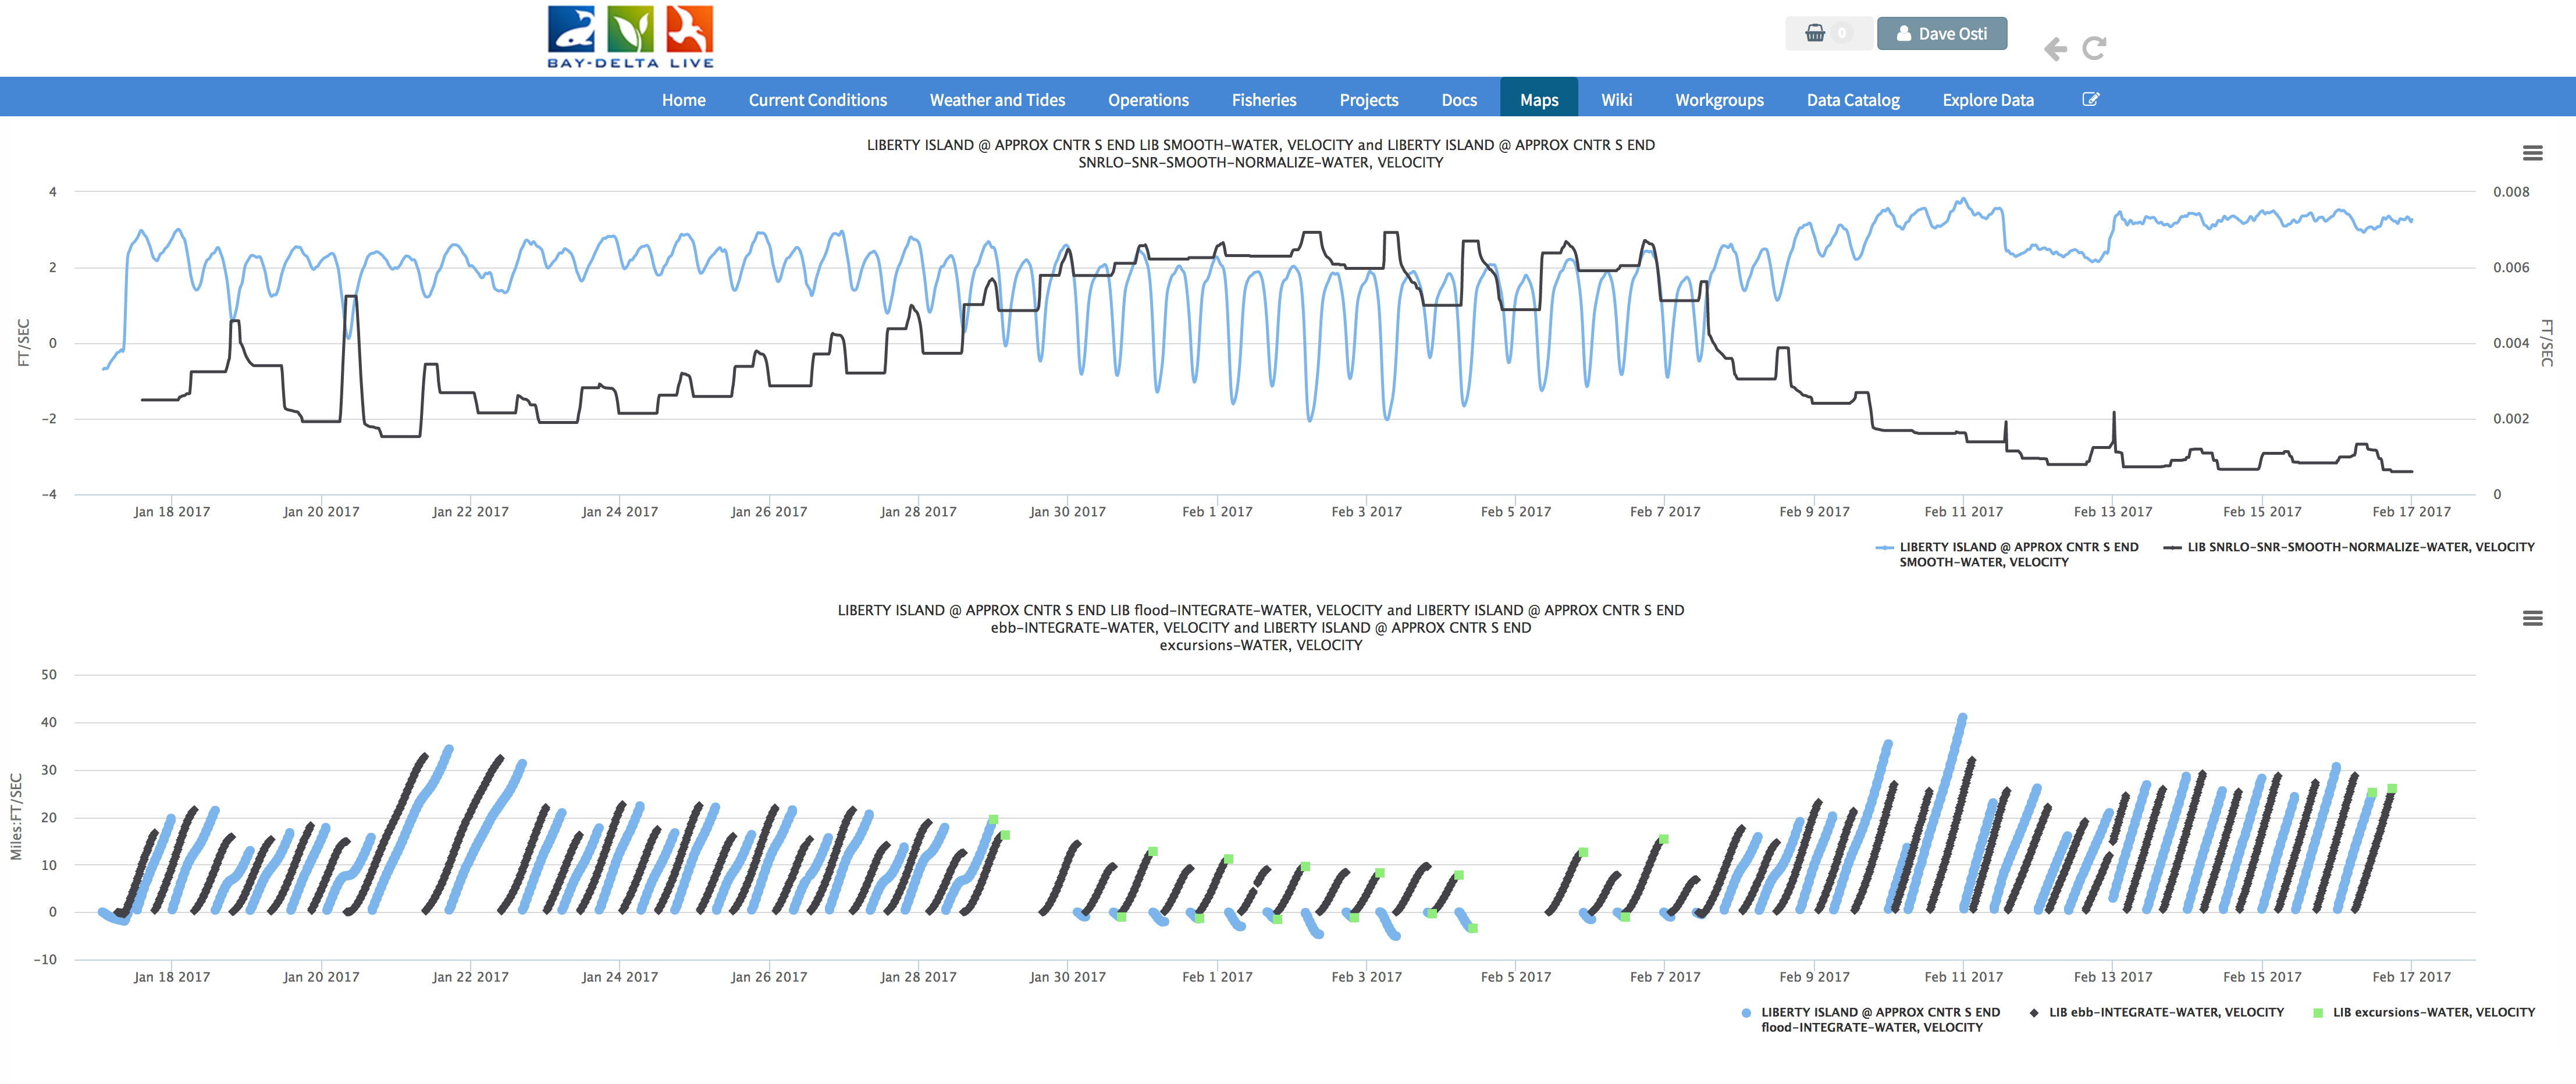 BAY-DELTA LIVE
0
Dave Osti
Home Current Conditions Weather and Tides Operations Fisheries Projects Docs Maps Wiki Workgroups Data Catalog Explore Data
LIBERTY ISLAND @ APPROX CNTR S END LIB SMOOTH-WATER, VELOCITY and LIBERTY ISLAND @ APPROX CNTR S END
SNRLO-SNR-SMOOTH-NORMALIZE-WATER, VELOCITY
FT/SEC
4
2
0
-2
-4
0.008
0.006
0.004
0.002
0
FT/SEC
Jan 18 2017 Jan 20 2017 Jan 22 2017 Jan 24 2017 Jan 26 2017 Jan 28 2017 Jan 30 2017 Feb 1 2017 Feb 3 2017 Feb 5 2017 Feb 7 2017 Feb 9 2017 Feb 11 2017 Feb 13 2017 Feb 15 2017 Feb 17 2017
LIBERTY ISLAND @ APPROX CNTR S END
SMOOTH-WATER, VELOCITY
LIB SNRLO-SNR-SMOOTH-NORMALIZE-WATER, VELOCITY
LIBERTY ISLAND @ APPROX CNTR S END LIB flood-INTEGRATE-WATER, VELOCITY and LIBERTY ISLAND @ APPROX CNTR S END
ebb-INTEGRATE-WATER, VELOCITY and LIBERTY ISLAND @ APPROX CNTR S END
excursions-WATER, VELOCITY
Miles:FT/SEC
50
40
30
20
10
0
-10
Jan 18 2017 Jan 20 2017 Jan 22 2017 Jan 24 2017 Jan 26 2017 Jan 28 2017 Jan 30 2017 Feb 1 2017 Feb 3 2017 Feb 5 2017 Feb 7 2017 Feb 9 2017 Feb 11 2017 Feb 13 2017 Feb 15 2017 Feb 17 2017
LIBERTY ISLAND @ APPROX CNTR S END
flood-INTEGRATE-WATER, VELOCITY
LIB ebb-INTEGRATE-WATER, VELOCITY
LIB excursions-WATER, VELOCITY